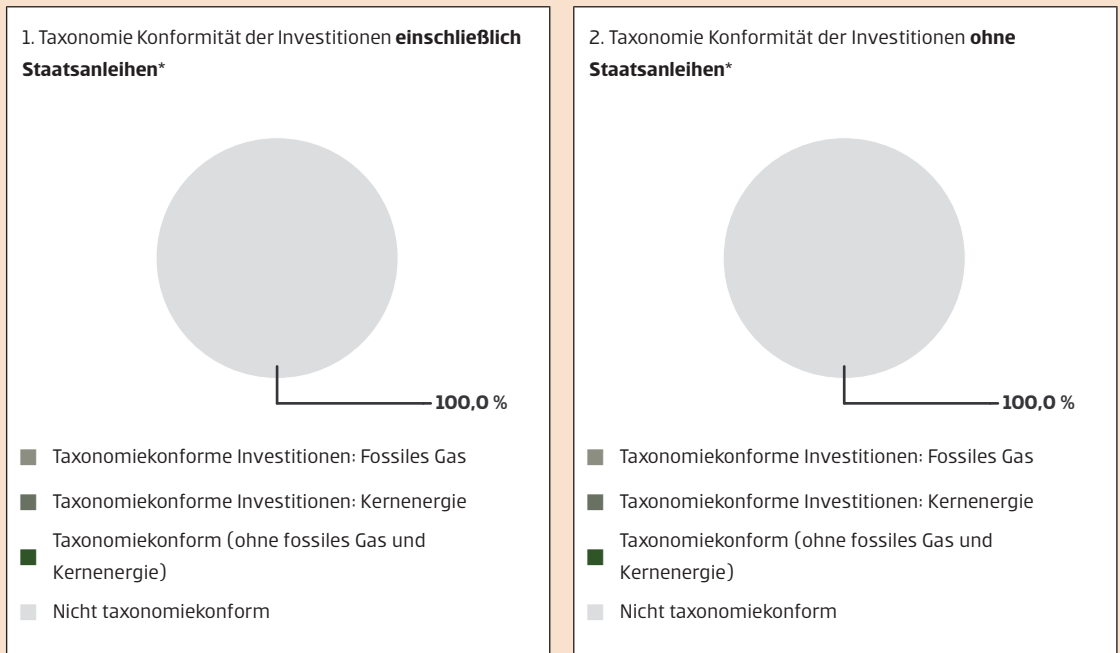 1. Taxonomie Konformität der Investitionen einschließlich
Staatsanleihen*
100,0 %
Taxonomiekonforme Investitionen: Fossiles Gas
Taxonomiekonforme Investitionen: Kernenergie
Taxonomiekonform (ohne fossiles Gas und
Kernenergie)
Nicht taxonomiekonform
2. Taxonomie Konformität der Investitionen ohne
Staatsanleihen*
100,0 %
Taxonomiekonforme Investitionen: Fossiles Gas
Taxonomiekonforme Investitionen: Kernenergie
Taxonomiekonform (ohne fossiles Gas und
Kernenergie)
Nicht taxonomiekonform